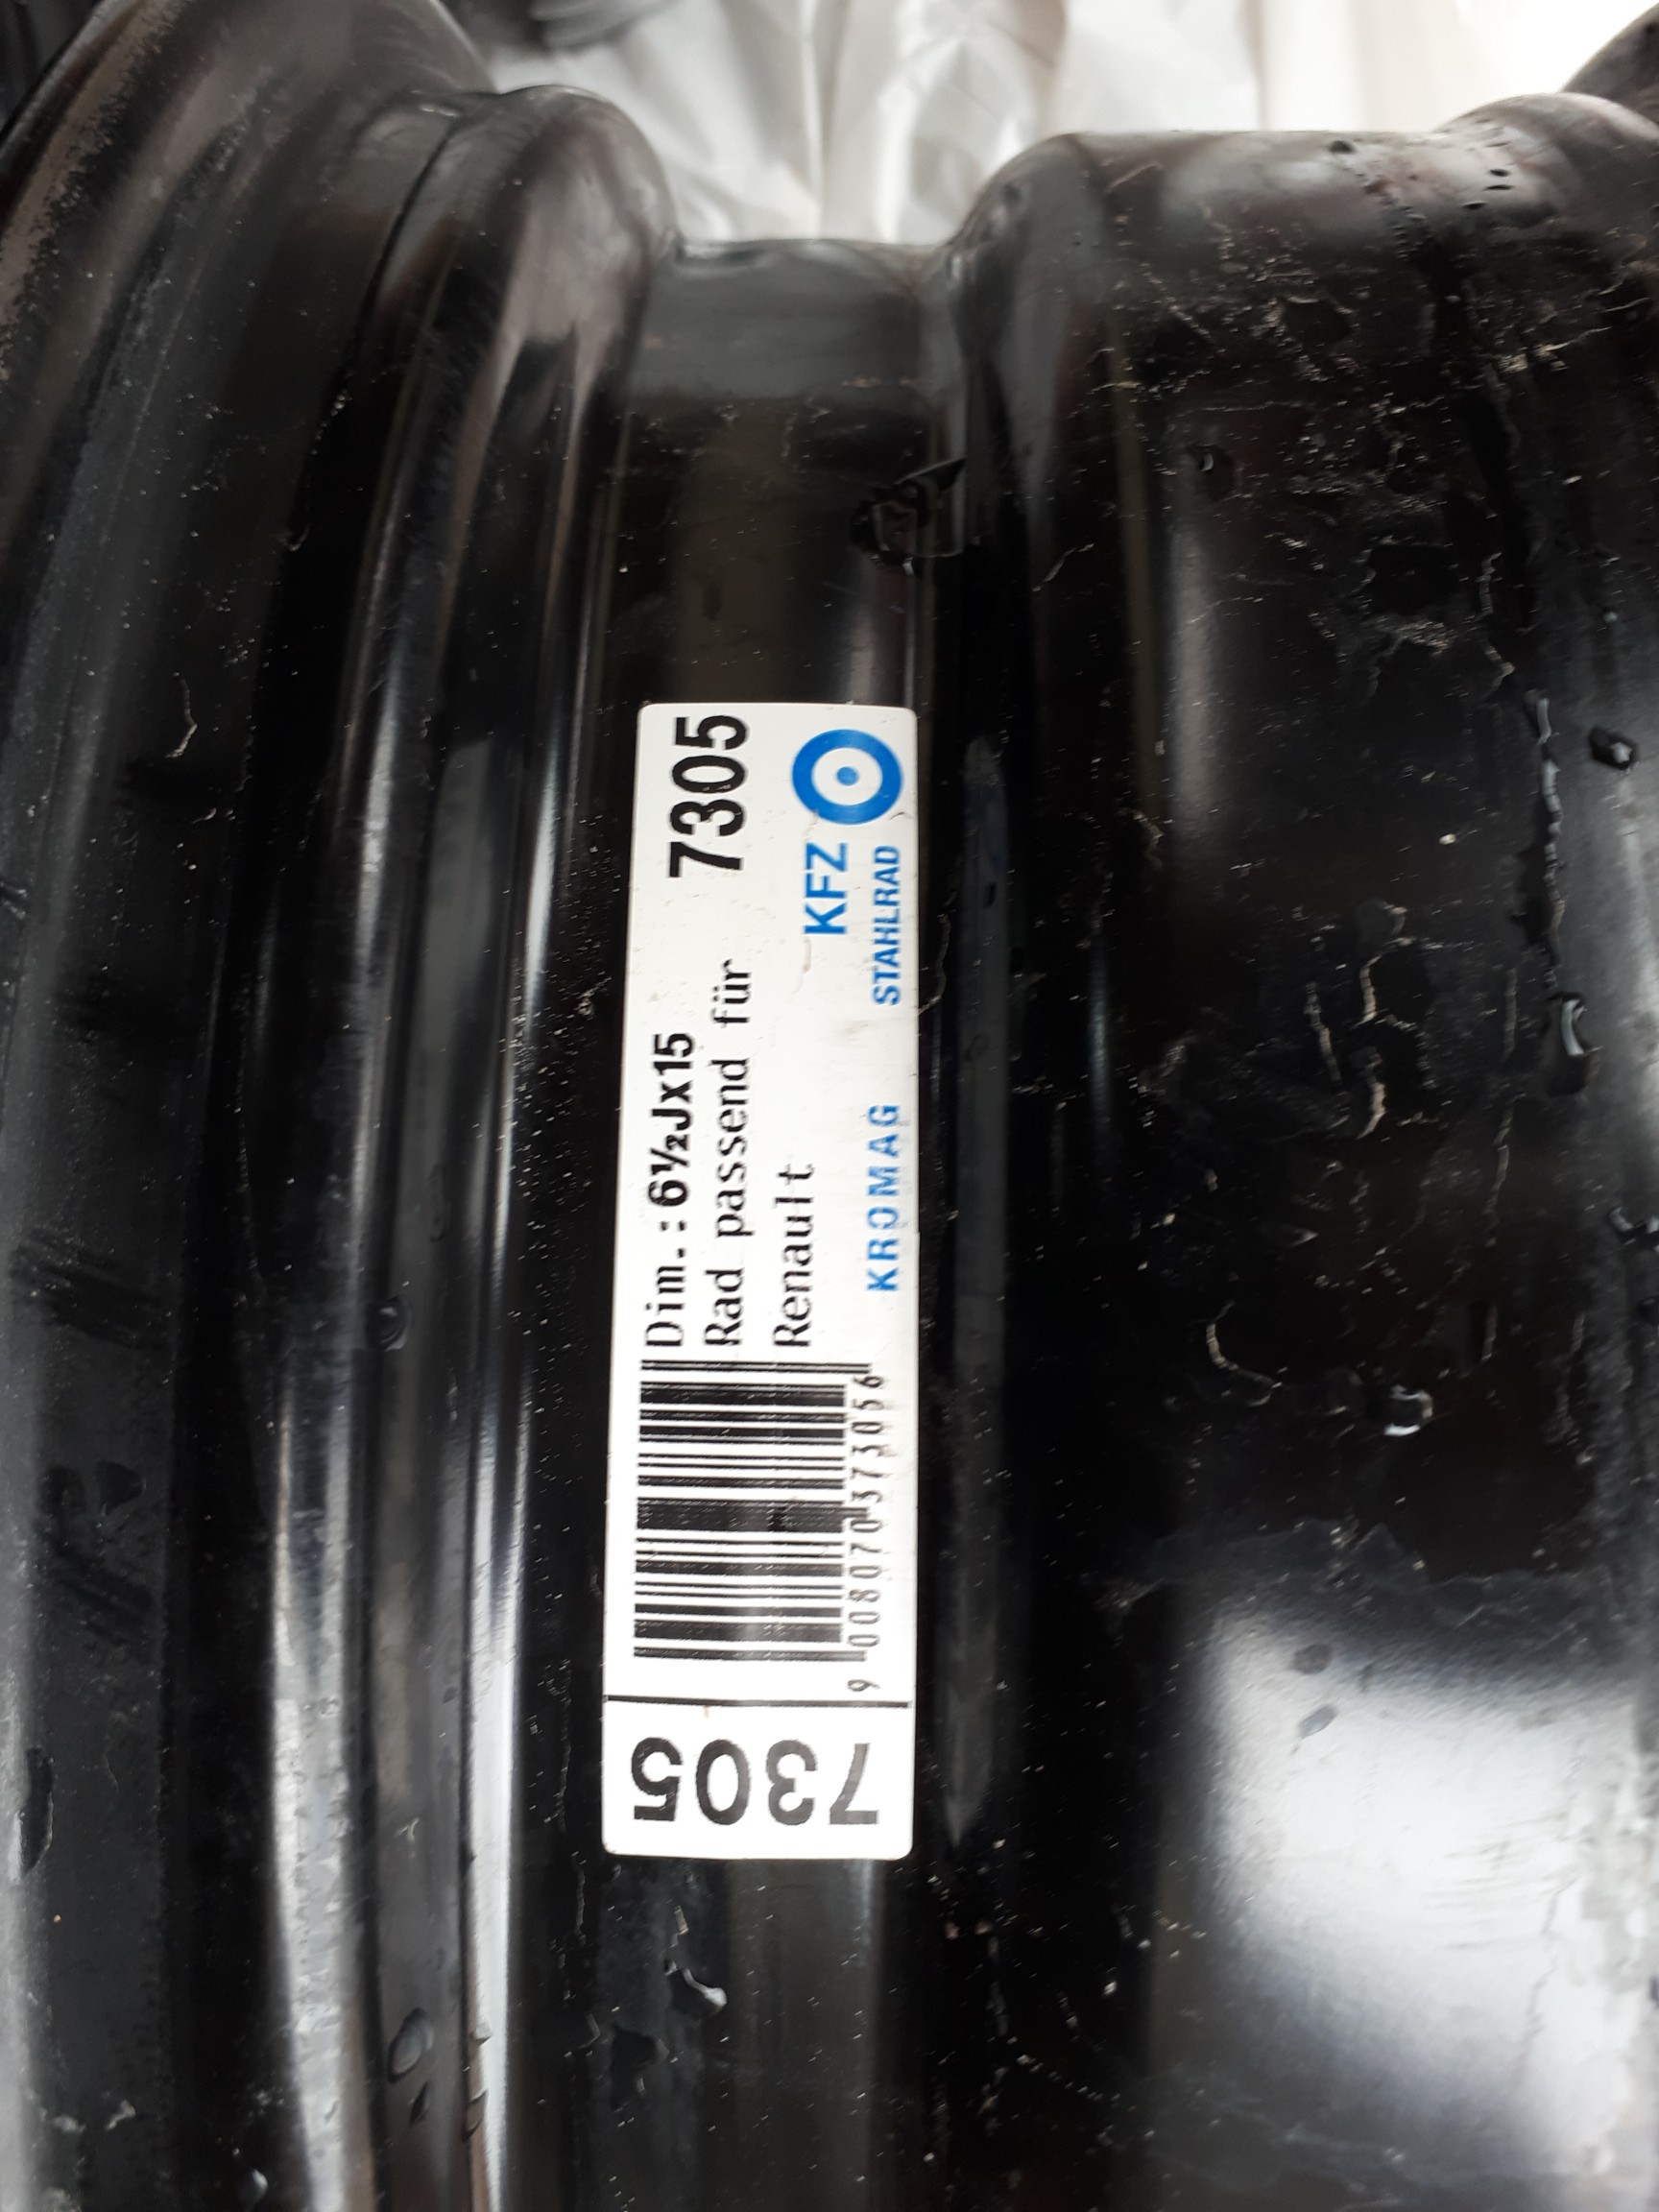 Dim.: 6½Jx15
Rad passend für 7305
Renault
KFZ
KROMAG STAHLRAD
9 008070 373056
7305